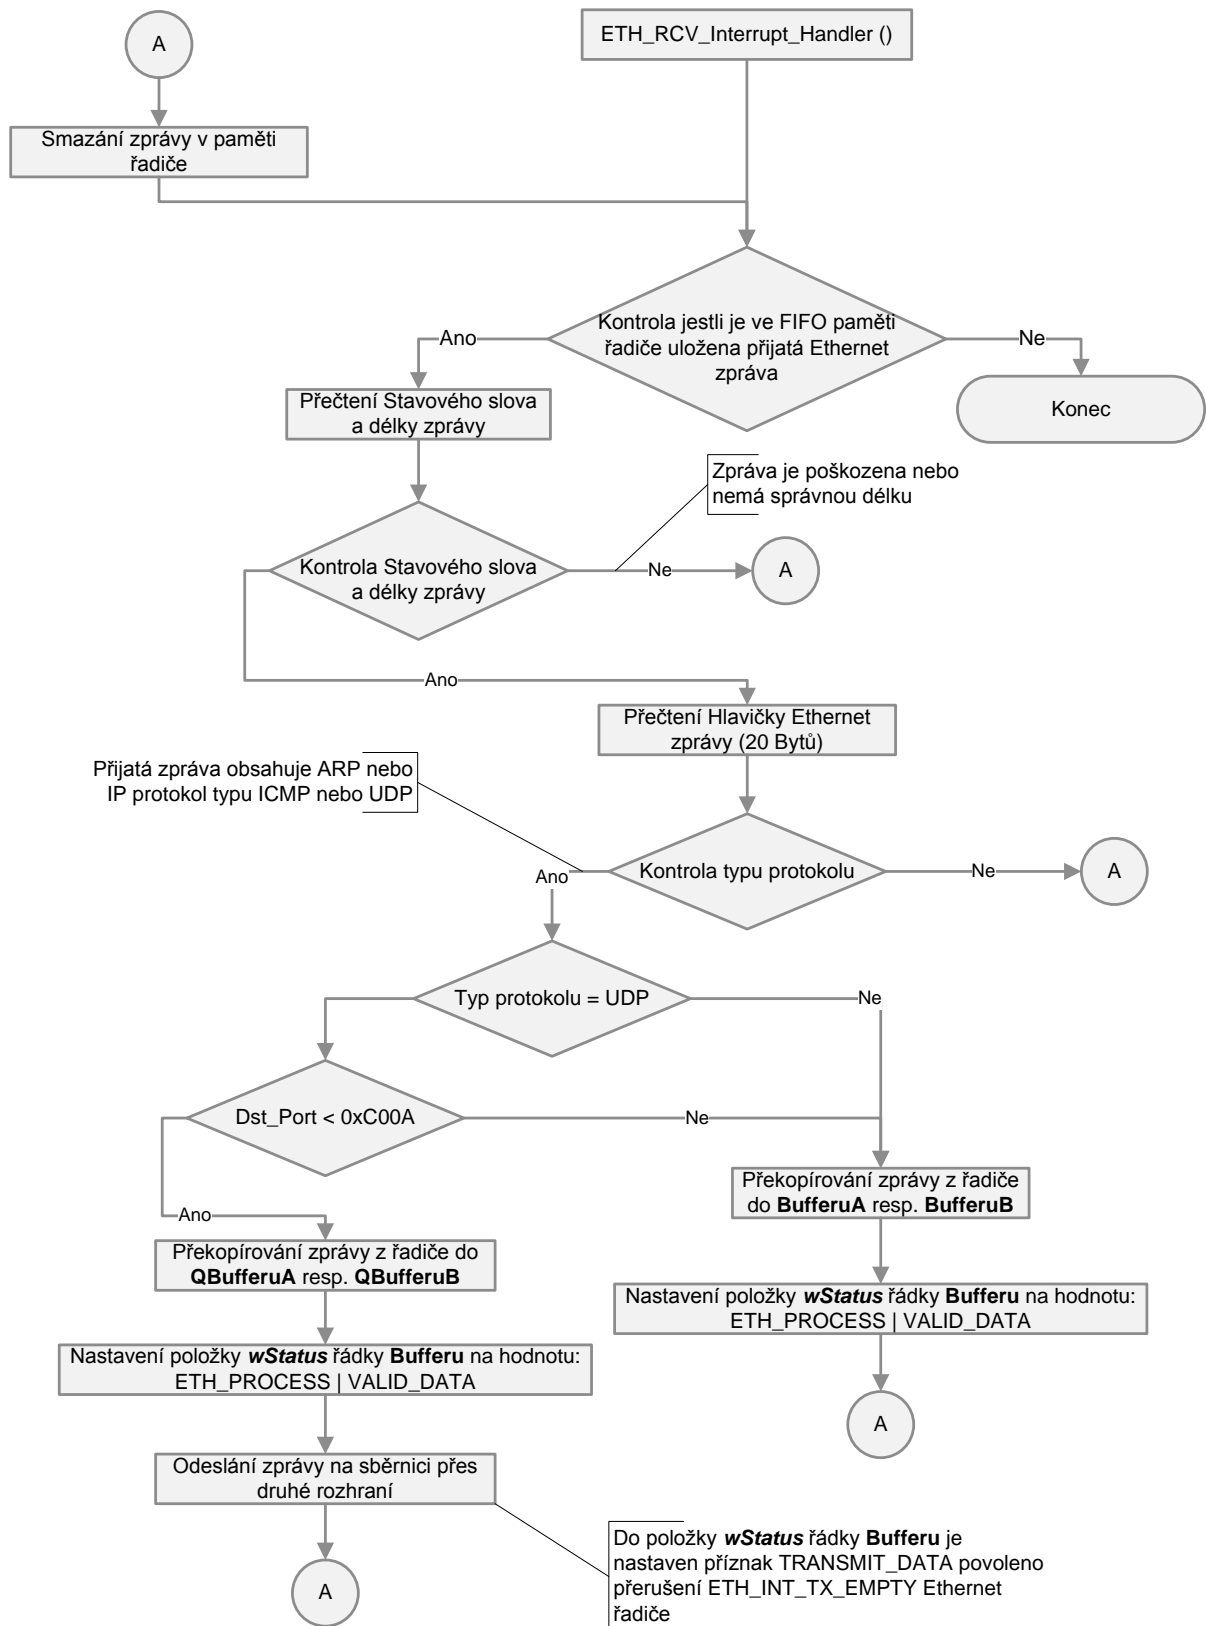 A
ETH_RCV_Interrupt_Handler ()
Smazání zprávy v paměti
řadiče
Kontrola jestli je ve FIFO paměti
řadiče uložena přijatá Ethernet
zpráva
Ano
Ne
Přečtení Stavového slova
a délky zprávy
Konec
Zpráva je poškozena nebo
nemá správnou délku
Kontrola Stavového slova
a délky zprávy
Ne
A
Ano
Přečtení Hlavičky Ethernet
zprávy (20 Bytů)
Přijatá zpráva obsahuje ARP nebo
IP protokol typu ICMP nebo UDP
Kontrola typu protokolu
Ano
Ne
A
Typ protokolu = UDP
Ne
Dst_Port < 0xC00A
Ne
Ano
Překopírování zprávy z řadiče
do BufferuA resp. BufferuB
Překopírování zprávy z řadiče do
QBufferuA resp. QBufferuB
Nastavení položky wStatus řádky Bufferu na hodnotu:
ETH_PROCESS | VALID_DATA
Nastavení položky wStatus řádky Bufferu na hodnotu:
ETH_PROCESS | VALID_DATA
A
Odeslání zprávy na sběrnici přes
druhé rozhraní
Do položky wStatus řádky Bufferu je
nastaven příznak TRANSMIT_DATA povoleno
přerušení ETH_INT_TX_EMPTY Ethernet
řadiče
A